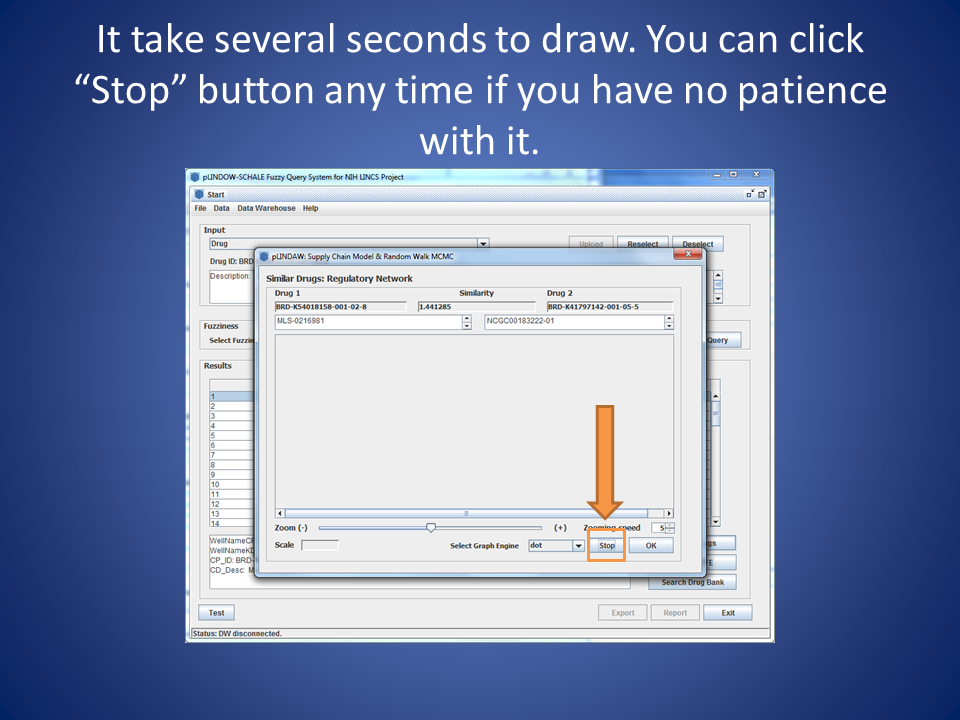 It take several seconds to draw. You can click
“Stop” button any time if you have no patience
with it.
pLINDOW-SCHALE Fuzzy Query System for NIH LINCS Project
Start
File Data Data Warehouse Help
Input
Drug
Upload Reselect Deselect
Drug ID: BRD
Description:
pLINDAW: Supply Chain Model & Random Walk MCMC
Similar Drugs: Regulatory Network
Drug 1 Similarity Drug 2
BRD-K54018158-001-02-8 1.441285 BRD-K41797142-001-05-5
MLS-0216981 NCGC00183222-01
Fuzziness
Select Fuzzin
Query
Results
1
2
3
4
5
6
7
8
9
10
11
12
13
14
Zoom (-) (+) Zooming speed 5
Scale Select Graph Engine dot Stop OK
WellNameCP
WellNameKD
CP_ID: BRD-K
CD_Desc: M
gs
FE
Search Drug Bank
Test Export Report Exit
Status: DW disconnected.